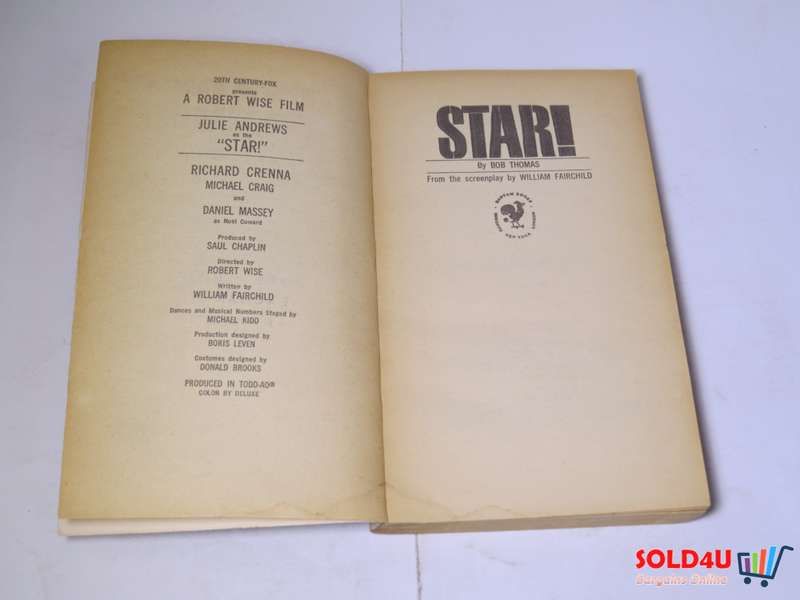 20TH CENTURY-FOX
presents
A ROBERT WISE FILM
JULIE ANDREWS
as the
"STAR!"
RICHARD CRENNA
MICHAEL CRAIG
and
DANIEL MASSEY
as Noel Coward
Produced by
SAUL CHAPLIN
Directed by
ROBERT WISE
Written by
WILLIAM FAIRCHILD
Dances and Musical Numbers Staged by
MICHAEL KIDD
Production designed by
BORIS LEVEN
Costumes designed by
DONALD BROOKS
PRODUCED IN TODD-AO®
COLOR BY DELUXE
STAR!
By BOB THOMAS
From the screenplay by WILLIAM FAIRCHILD
BANTAM BOOKS
NEW YORK
SOLD4U
Bargains Online